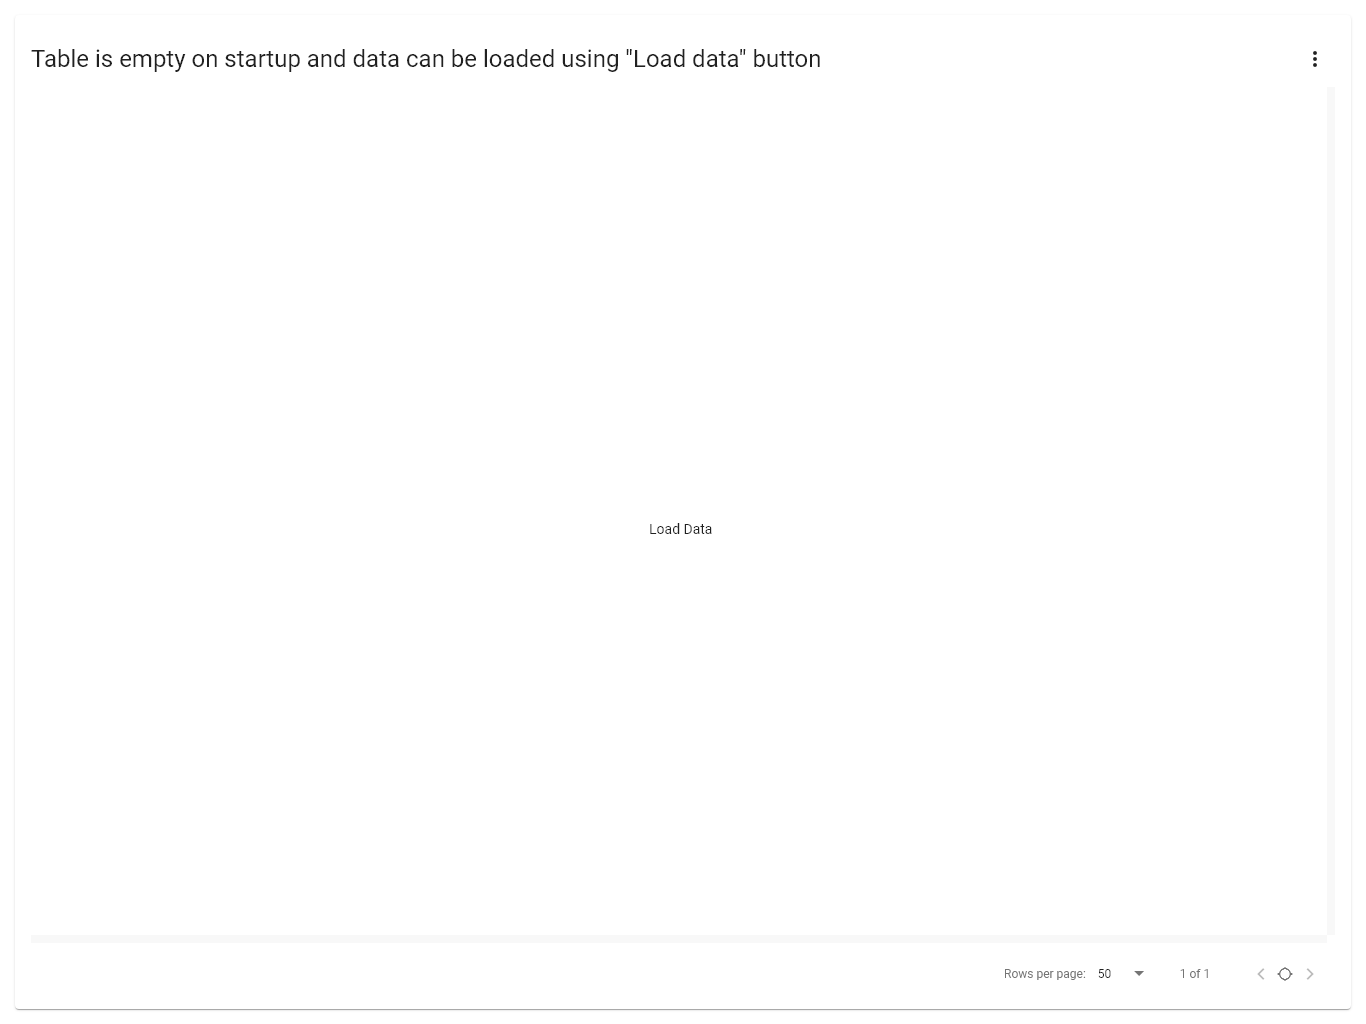 Table is empty on startup and data can be loaded using "Load data" button
Load Data
Rows per page: 50 1 of 1